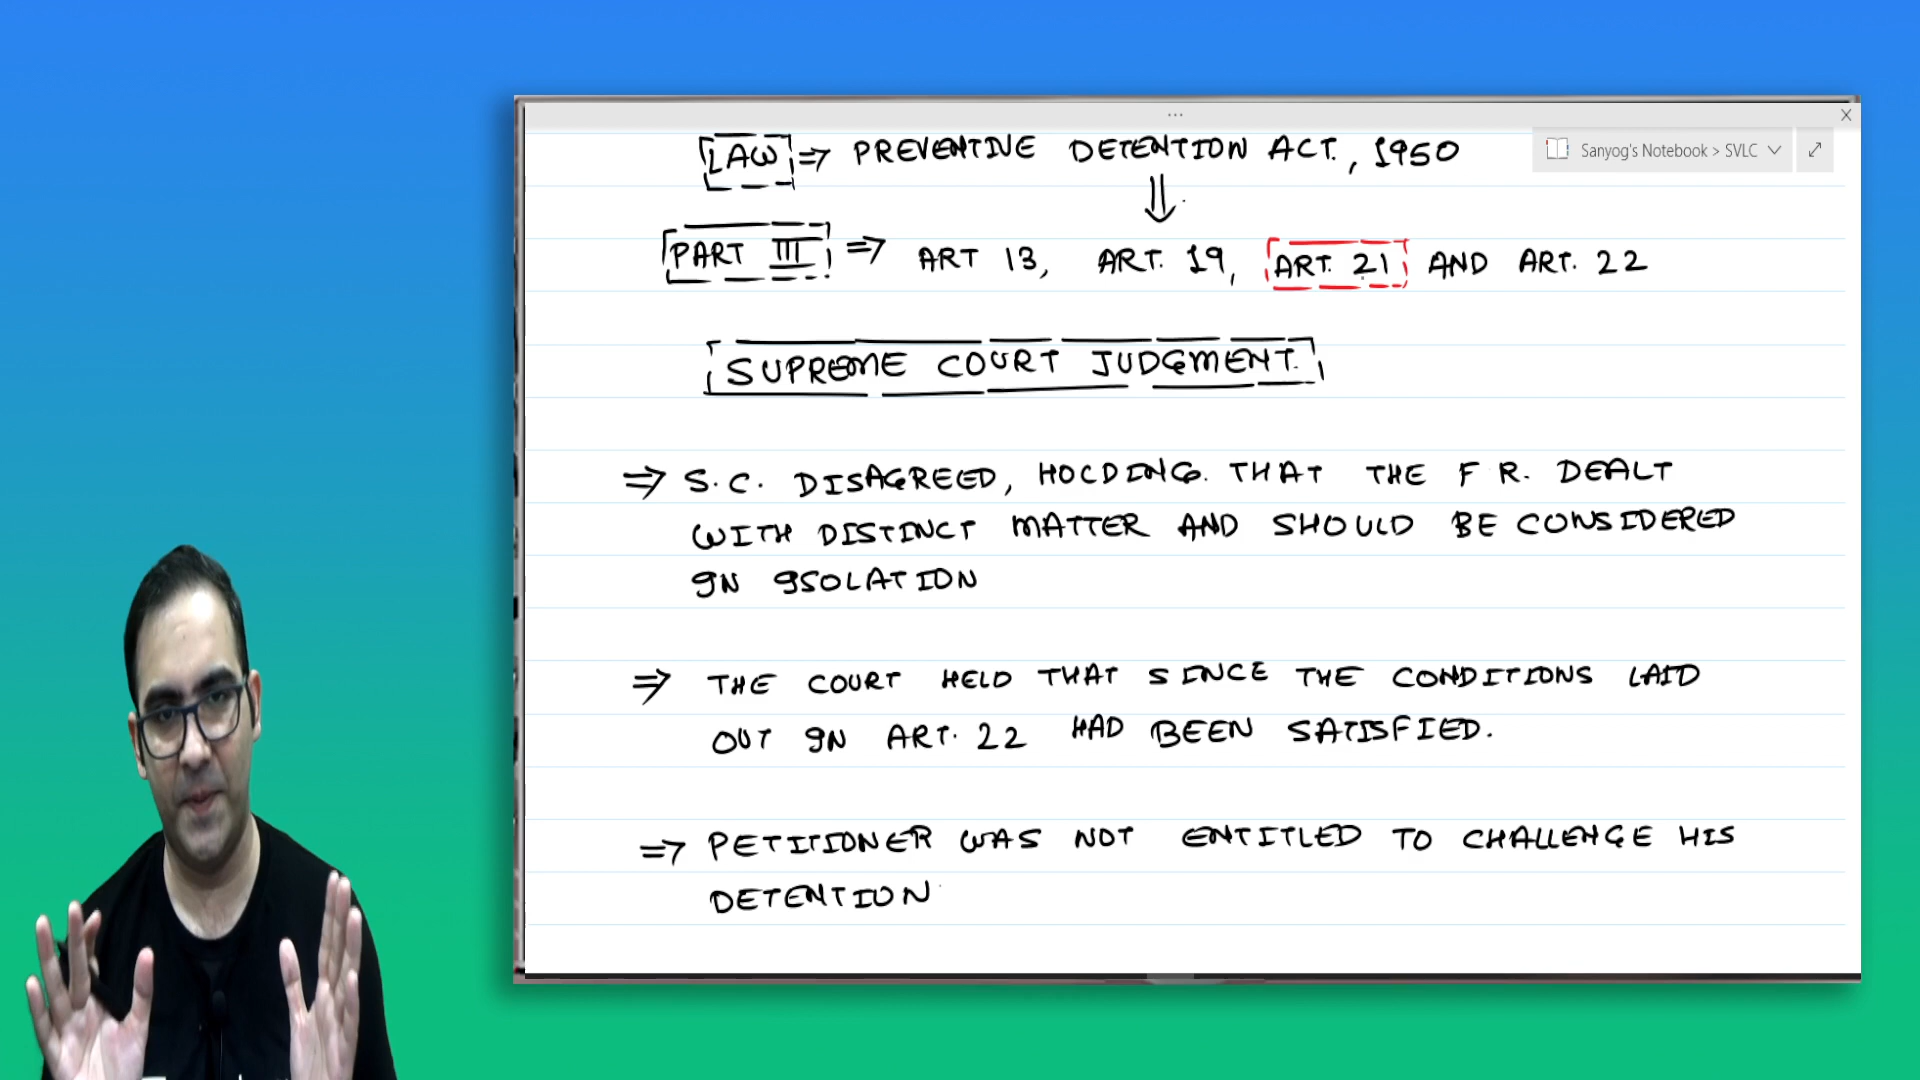 LAW => PREVENTIVE DETENTION ACT., 1950
Sanyog's Notebook > SVLC
PART III => ART 13, ART. 19, ART. 21 AND ART. 22
SUPREME COURT JUDGMENT.
=> S.C. DISAGREED, HOLDING. THAT THE F R. DEALT
WITH DISTINCT MATTER AND SHOULD BE CONSIDERED
IN ISOLATION
=> THE COURT HELD THAT SINCE THE CONDITIONS LAID
OUT IN ART. 22 HAD BEEN SATISFIED.
=> PETITIONER WAS NOT ENTITLED TO CHALLENGE HIS
DETENTION